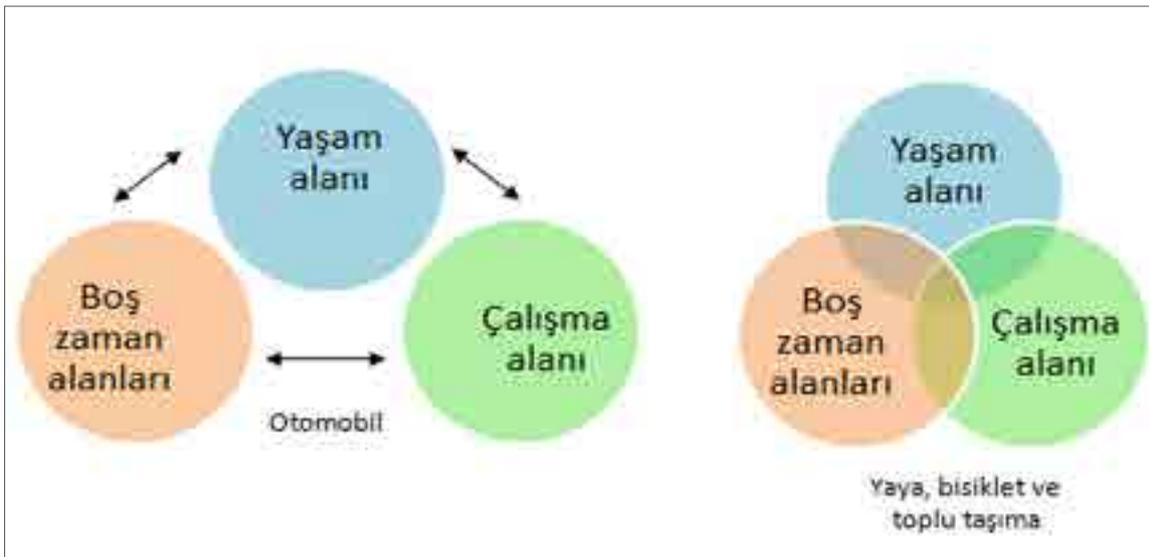 Yaşam
alanı
Boş
zaman
alanları
Çalışma
alanı
Otomobil
Yaşam
alanı
Boş
zaman
alanları
Çalışma
alanı
Yaya, bisiklet ve
toplu taşıma